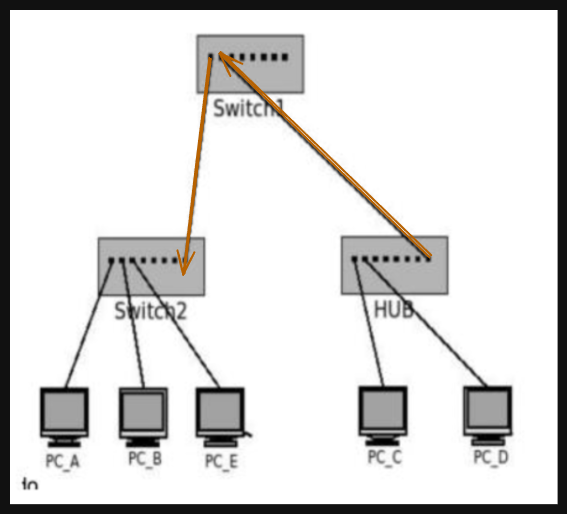 Switch1
Switch2
HUB
PC_A
PC_B
PC_E
PC_C
PC_D